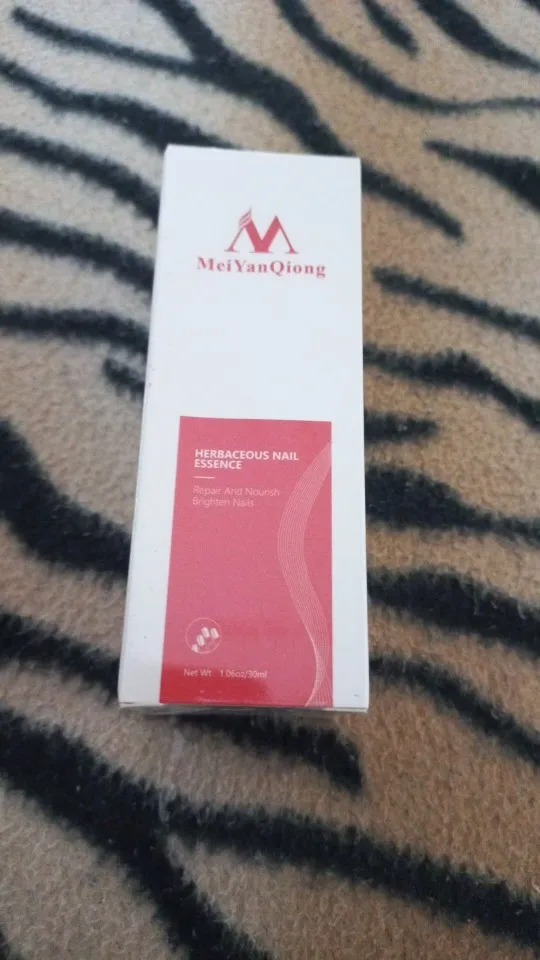 MeiYanQiong
HERBACEOUS NAIL
ESSENCE
Repair And Nourish
Brighten Nails
Net Wt 1.06oz/30ml